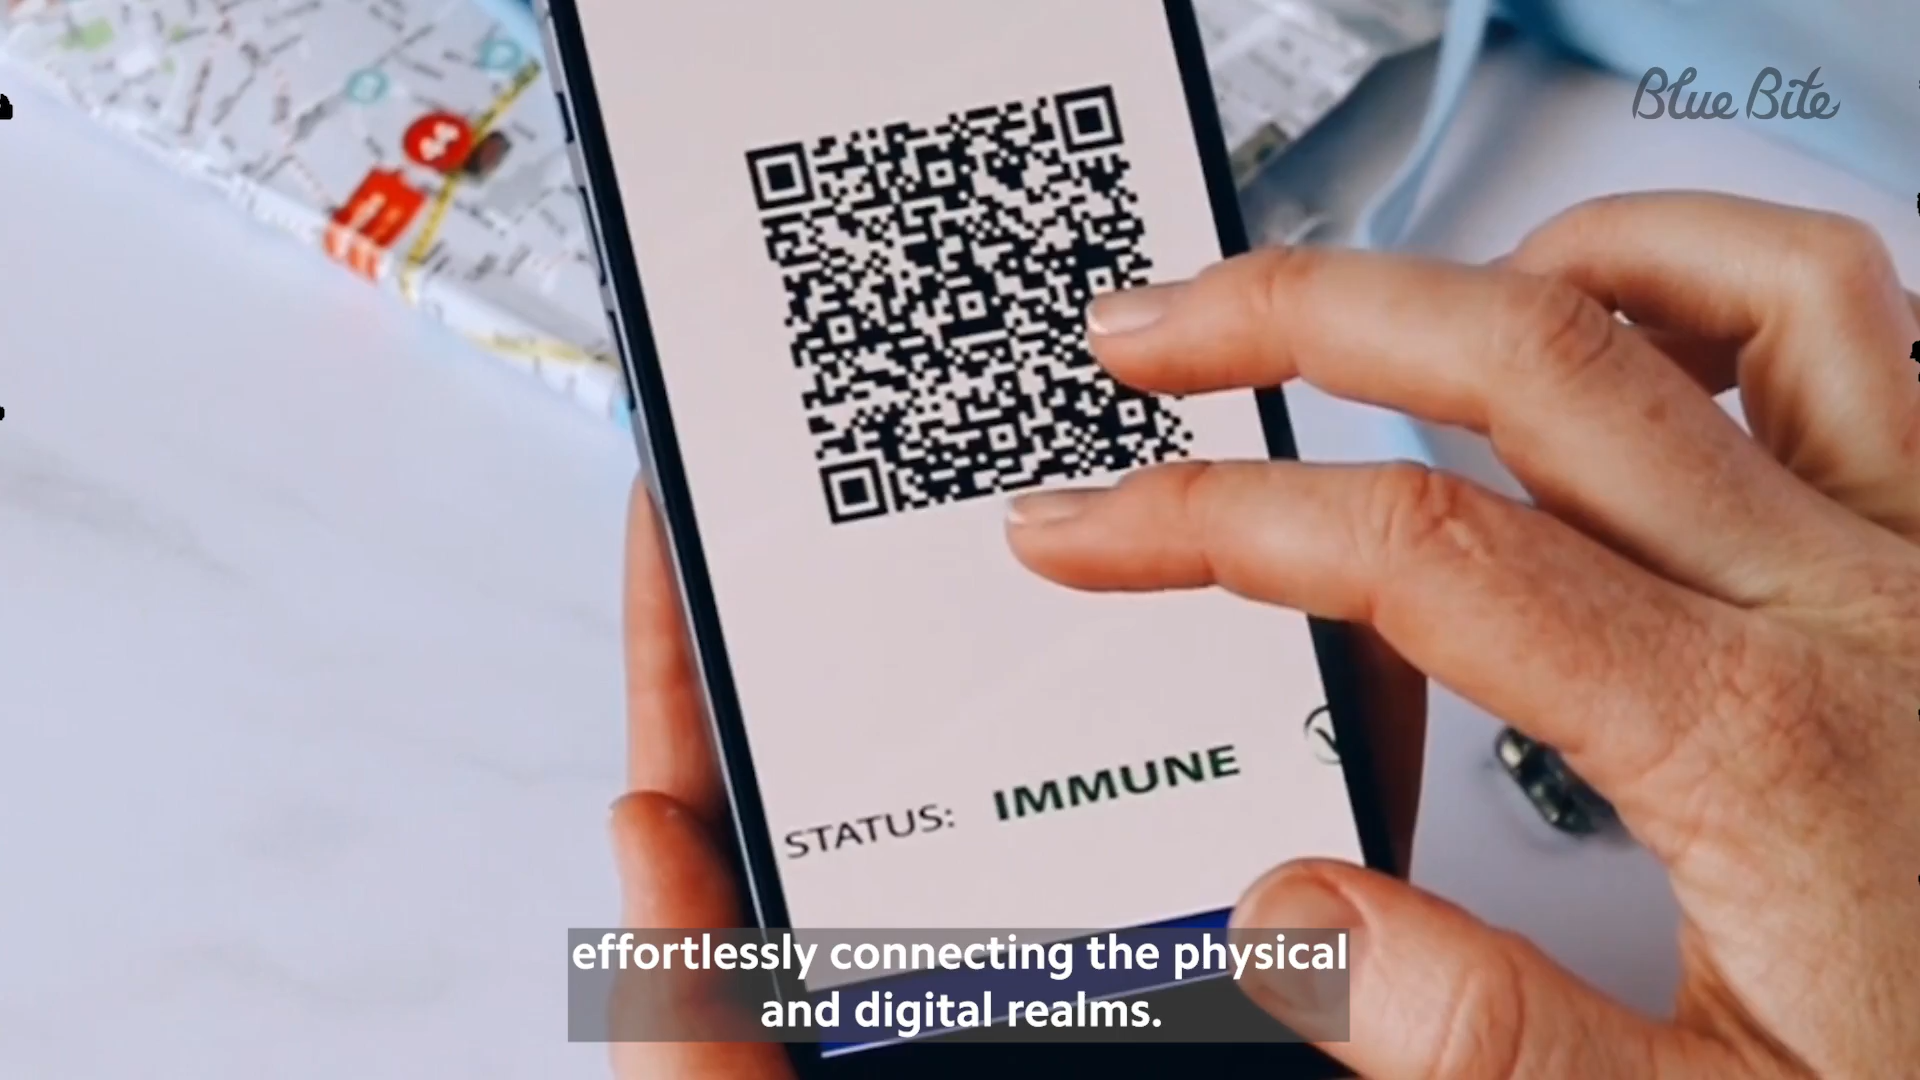 Blue Bite
STATUS: IMMUNE
effortlessly connecting the physical
and digital realms.